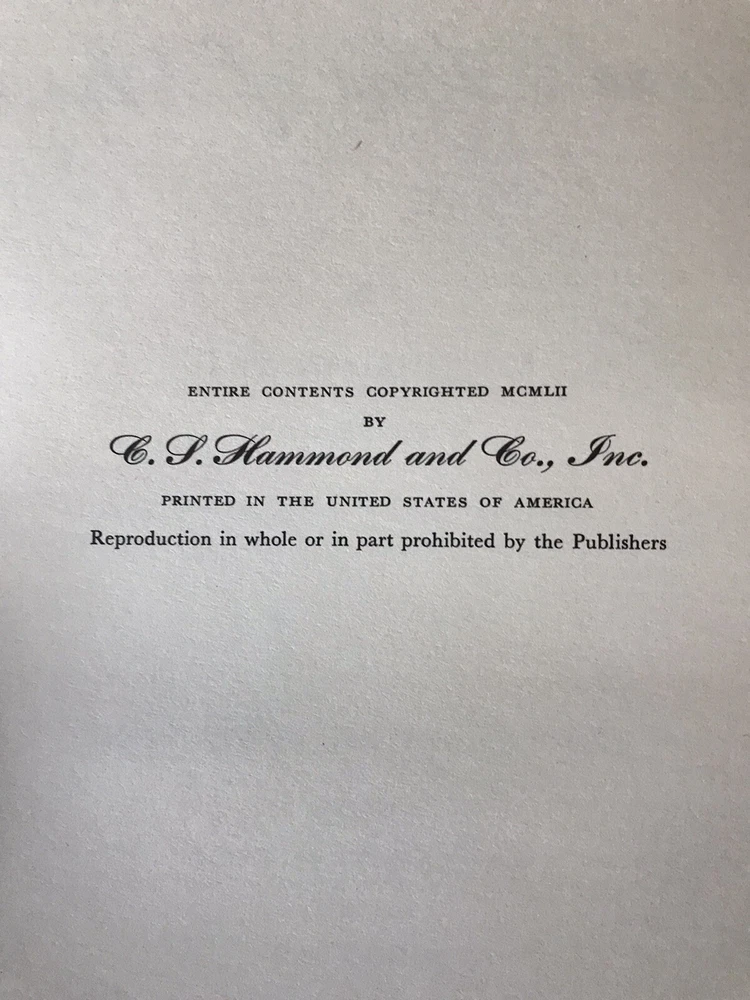 ENTIRE CONTENTS COPYRIGHTED MCMLII
BY
C. S. Hammond and Co., Inc.
PRINTED IN THE UNITED STATES OF AMERICA
Reproduction in whole or in part prohibited by the Publishers